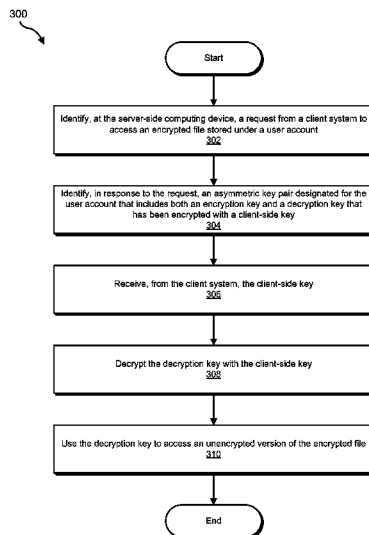 300
Start
Identify, at the server-side computing device, a request from a client system to
access an encrypted file stored under a user account
302
Identify, in response to the request, an asymmetric key pair designated for the
user account that includes both an encryption key and a decryption key that
has been encrypted with a client-side key
304
Receive, from the client system, the client-side key
306
Decrypt the decryption key with the client-side key
308
Use the decryption key to access an unencrypted version of the encrypted file
310
End